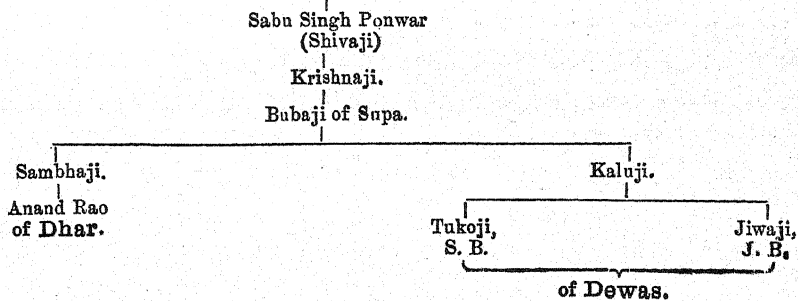 Sabu Singh Ponwar
(Shivaji)
Krishnaji.
Bubaji of Supa.
Sambhaji. Kaluji.
Anand Rao
of Dhar.
Tukoji, Jiwaji,
S. B. J. B.
of Dewas.